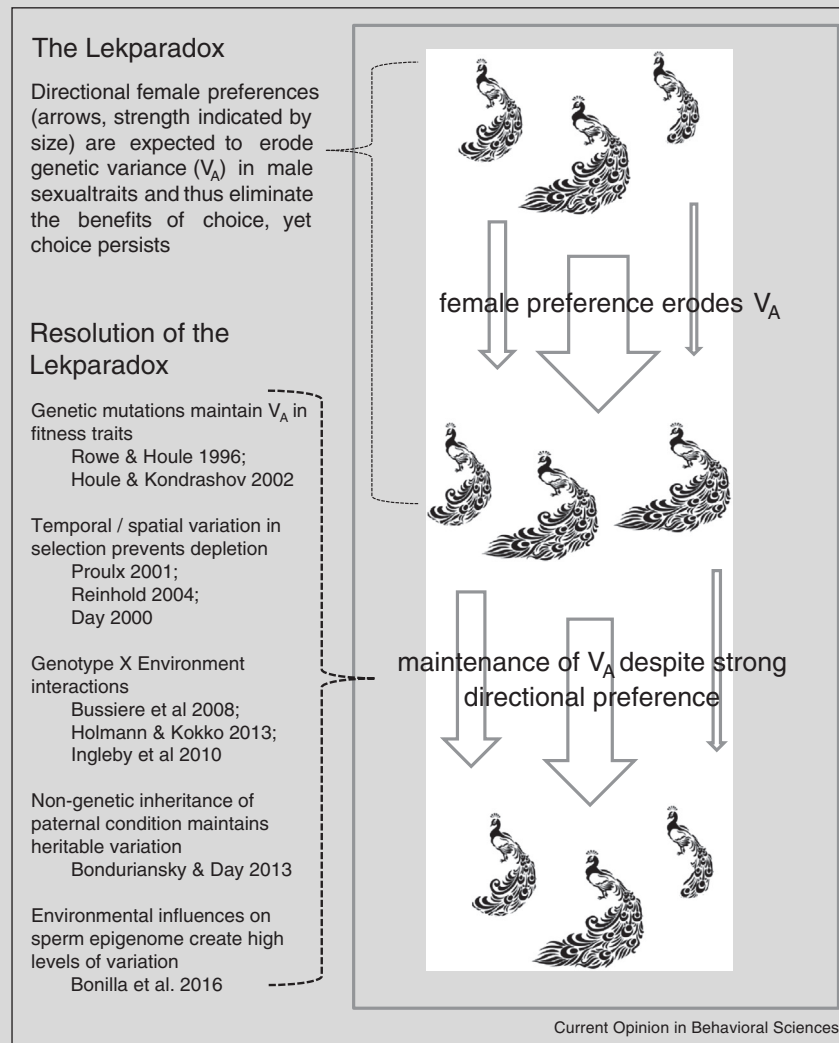 The Lekparadox
Directional female preferences
(arrows, strength indicated by
size) are expected to erode
genetic variance (V_A) in male
sexualtraits and thus eliminate
the benefits of choice, yet
choice persists
female preference erodes V_A
Resolution of the
Lekparadox
Genetic mutations maintain V_A in
fitness traits
Rowe & Houle 1996;
Houle & Kondrashov 2002
Temporal / spatial variation in
selection prevents depletion
Proulx 2001;
Reinhold 2004;
Day 2000
Genotype X Environment
interactions
Bussiere et al 2008;
Holmann & Kokko 2013;
Ingleby et al 2010
Non-genetic inheritance of
paternal condition maintains
heritable variation
Bonduriansky & Day 2013
Environmental influences on
sperm epigenome create high
levels of variation
Bonilla et al. 2016
maintenance of V_A despite strong
directional preference
Current Opinion in Behavioral Sciences